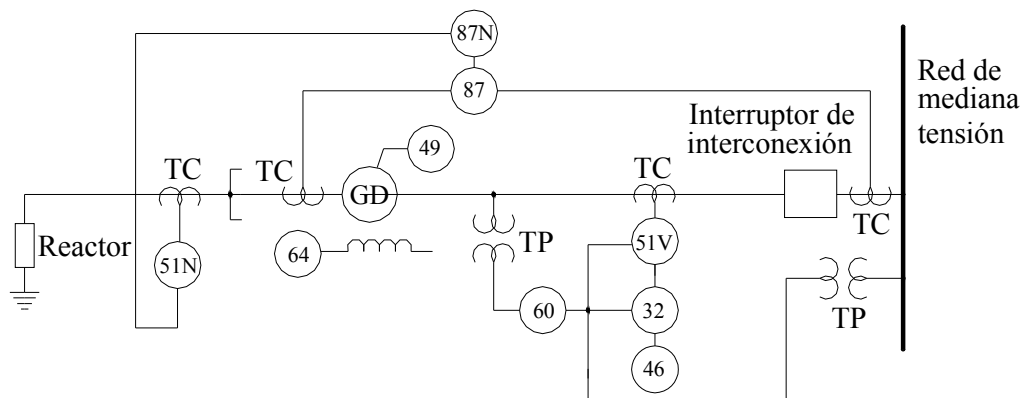 87N
87
Red de
mediana
tensión
Interruptor de
interconexión
49
TC
TC
TC
GD
TC
Reactor
51N
64
TP
51V
TP
60
32
46